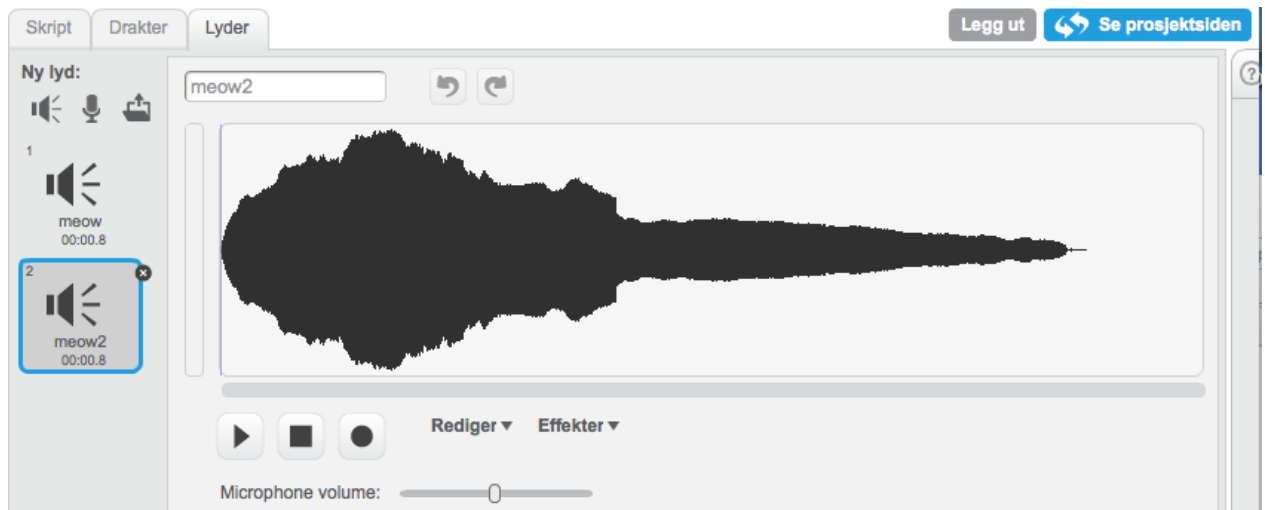 Skript Drakter Lyder Legg ut Se prosjektsiden
Ny lyd:
meow2
?
1
meow
00:00.8
2
meow2
00:00.8
Rediger Effekter
Microphone volume: